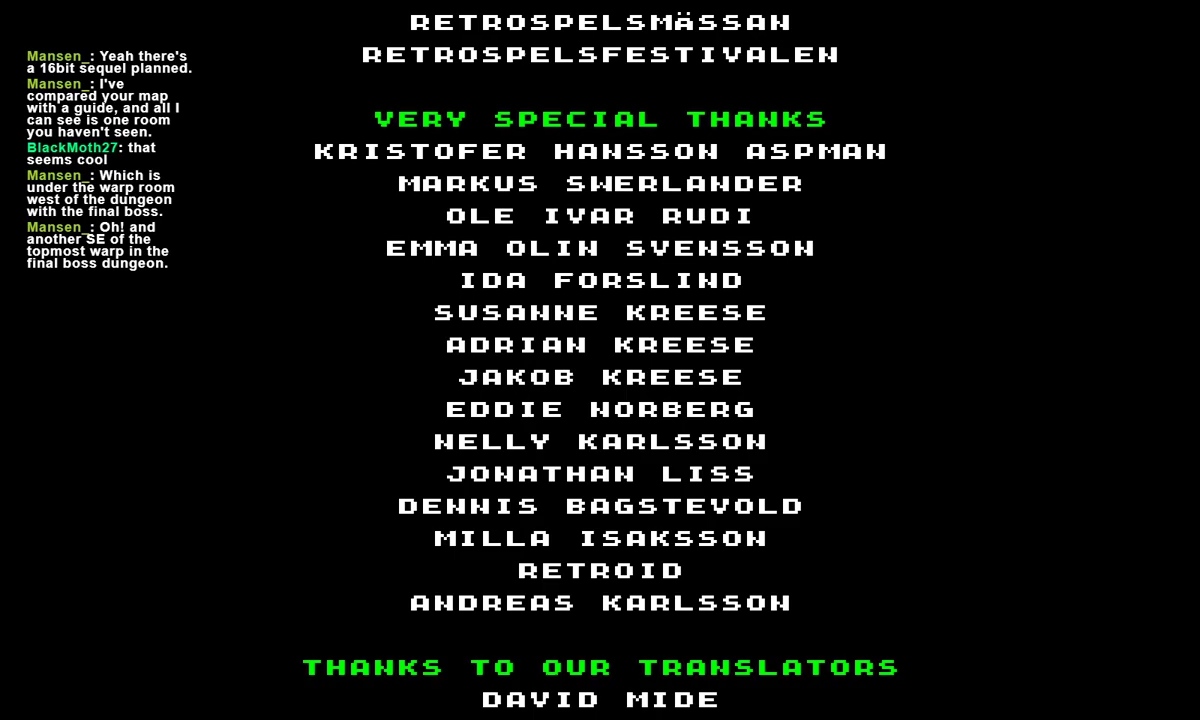 RETROSPELSMÄSSAN
RETROSPELSFESTIVALEN
VERY SPECIAL THANKS
KRISTOFER HANSSON ASPMAN
MARKUS SWERLANDER
OLE IVAR RUDI
EMMA OLIN SVENSSON
IDA FORSLIND
SUSANNE KREESE
ADRIAN KREESE
JAKOB KREESE
EDDIE NORBERG
NELLY KARLSSON
JONATHAN LISS
DENNIS BAGSTEVOLD
MILLA ISAKSSON
RETROID
ANDREAS KARLSSON
THANKS TO OUR TRANSLATORS
DAVID MIDE
Mansen_: Yeah there's
a 16bit sequel planned.
Mansen_: I've
compared your map
with a guide, and all I
can see is one room
you haven't seen.
BlackMoth27: that
seems cool
Mansen_: Which is
under the warp room
west of the dungeon
with the final boss.
Mansen_: Oh! and
another SE of the
topmost warp in the
final boss dungeon.